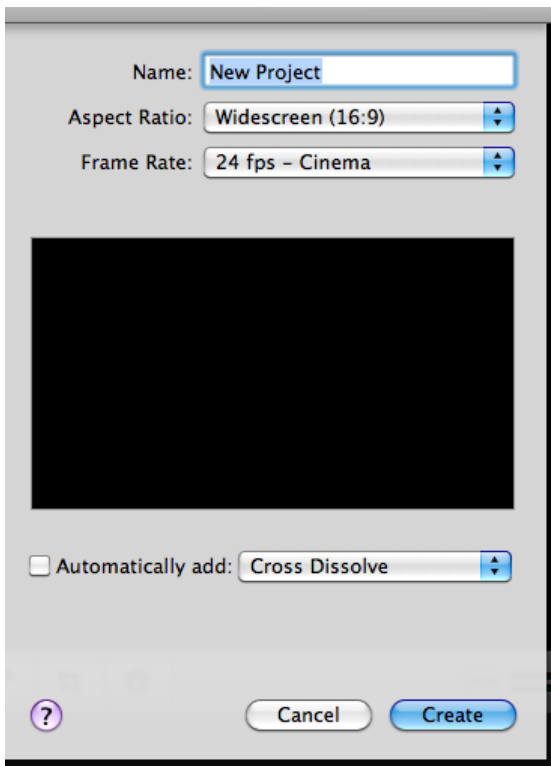 Name: New Project
Aspect Ratio: Widescreen (16:9)
Frame Rate: 24 fps – Cinema
Automatically add: Cross Dissolve
? Cancel Create